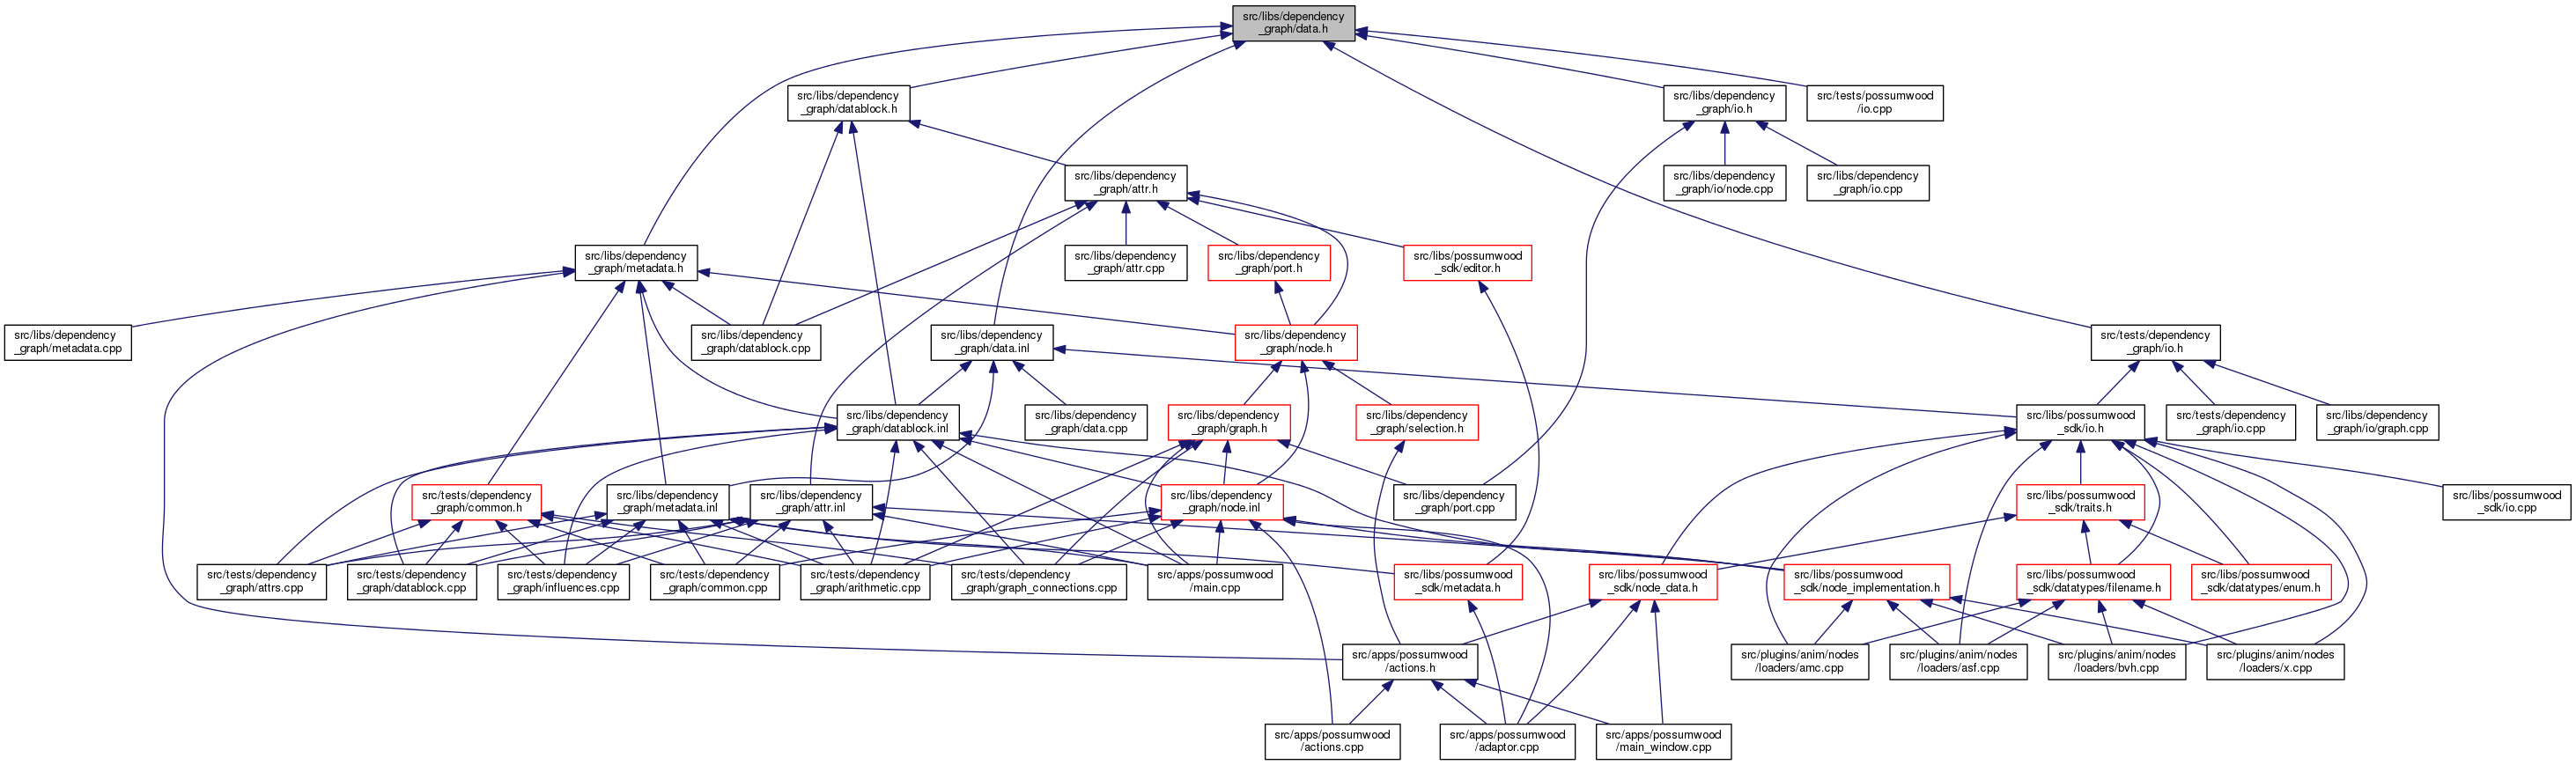 src/libs/dependency
_graph/data.h
src/libs/dependency
_graph/datablock.h
src/libs/dependency
_graph/io.h
src/tests/possumwood
/io.cpp
src/libs/dependency
_graph/attr.h
src/libs/dependency
_graph/io/node.cpp
src/libs/dependency
_graph/io.cpp
src/libs/dependency
_graph/metadata.h
src/libs/dependency
_graph/attr.cpp
src/libs/dependency
_graph/port.h
src/libs/possumwood
_sdk/editor.h
src/libs/dependency
_graph/metadata.cpp
src/libs/dependency
_graph/datablock.cpp
src/libs/dependency
_graph/data.inl
src/libs/dependency
_graph/node.h
src/tests/dependency
_graph/io.h
src/libs/dependency
_graph/datablock.inl
src/libs/dependency
_graph/data.cpp
src/libs/dependency
_graph/graph.h
src/libs/dependency
_graph/selection.h
src/libs/possumwood
_sdk/io.h
src/tests/dependency
_graph/io.cpp
src/libs/dependency
_graph/io/graph.cpp
src/tests/dependency
_graph/common.h
src/libs/dependency
_graph/metadata.inl
src/libs/dependency
_graph/attr.inl
src/libs/dependency
_graph/node.inl
src/libs/dependency
_graph/port.cpp
src/libs/possumwood
_sdk/traits.h
src/libs/possumwood
_sdk/io.cpp
src/tests/dependency
_graph/attrs.cpp
src/tests/dependency
_graph/datablock.cpp
src/tests/dependency
_graph/influences.cpp
src/tests/dependency
_graph/common.cpp
src/tests/dependency
_graph/arithmetic.cpp
src/tests/dependency
_graph/graph_connections.cpp
src/apps/possumwood
/main.cpp
src/libs/possumwood
_sdk/metadata.h
src/libs/possumwood
_sdk/node_data.h
src/libs/possumwood
_sdk/node_implementation.h
src/libs/possumwood
_sdk/datatypes/filename.h
src/libs/possumwood
_sdk/datatypes/enum.h
src/apps/possumwood
/actions.h
src/plugins/anim/nodes
/loaders/amc.cpp
src/plugins/anim/nodes
/loaders/asf.cpp
src/plugins/anim/nodes
/loaders/bvh.cpp
src/plugins/anim/nodes
/loaders/x.cpp
src/apps/possumwood
/actions.cpp
src/apps/possumwood
/adaptor.cpp
src/apps/possumwood
/main_window.cpp